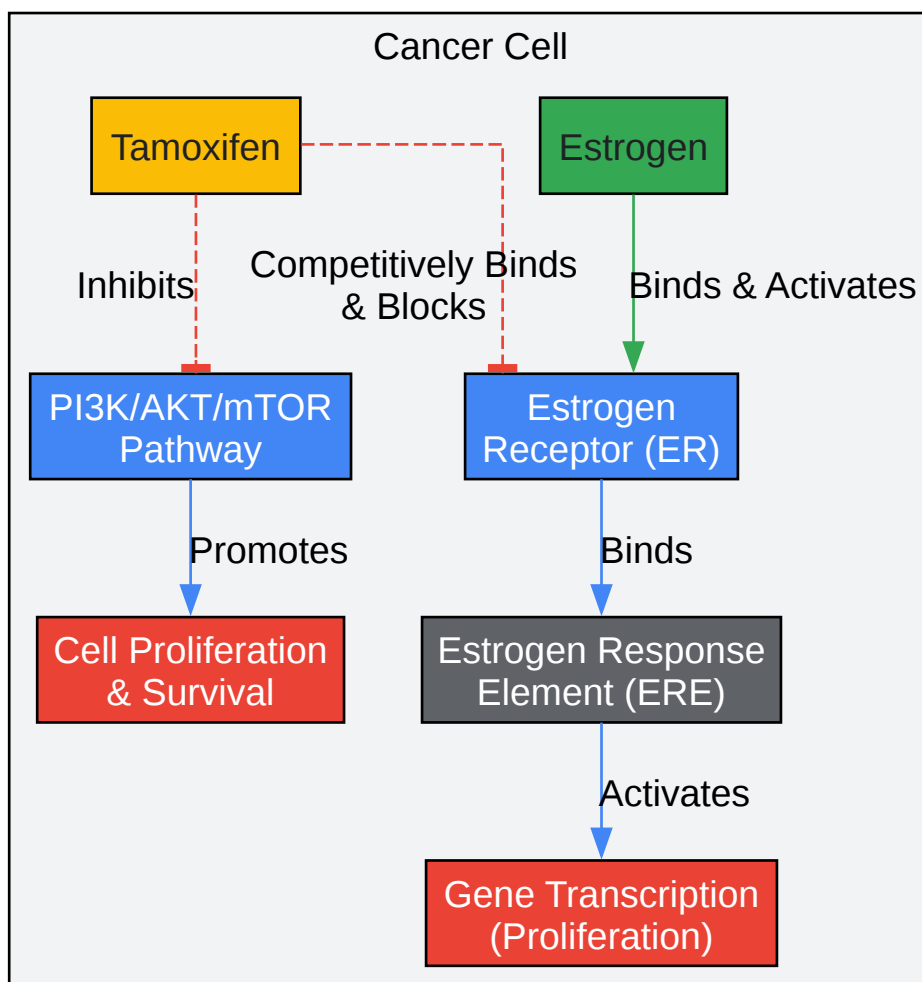 Cancer Cell
Tamoxifen
Estrogen
Inhibits
Competitively Binds
& Blocks
Binds & Activates
PI3K/AKT/mTOR
Pathway
Estrogen
Receptor (ER)
Promotes
Binds
Cell Proliferation
& Survival
Estrogen Response
Element (ERE)
Activates
Gene Transcription
(Proliferation)